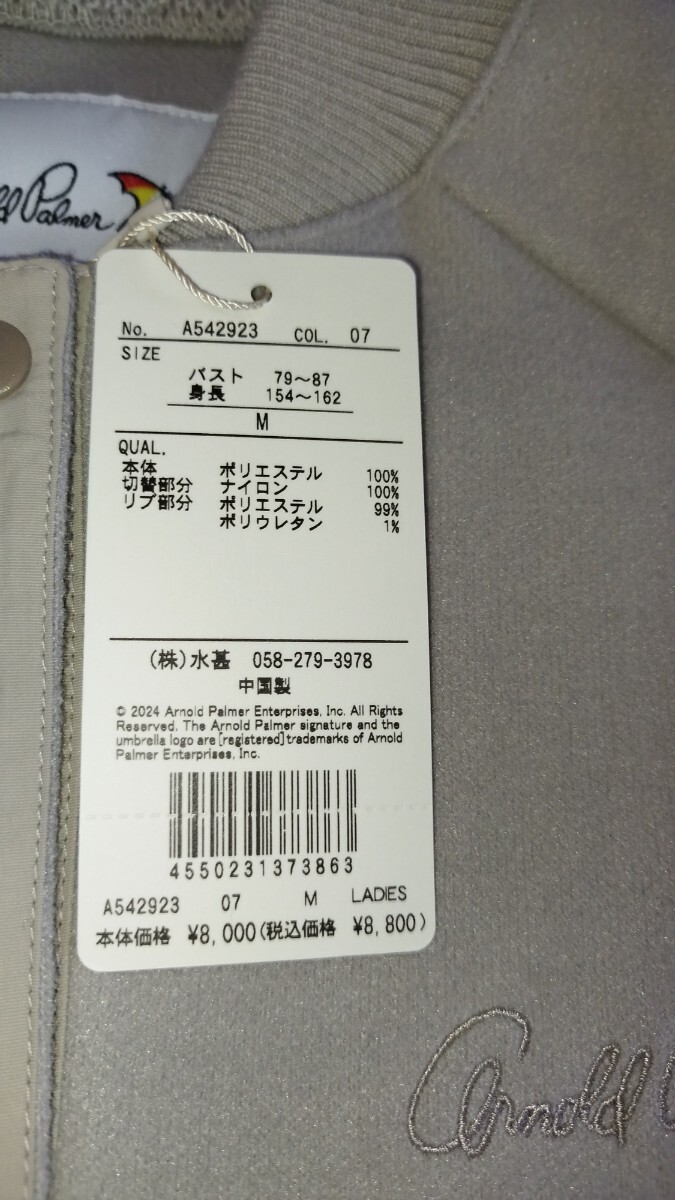 Palmer
No. A542923 COL. 07
SIZE
バスト 79~87
身長 154~162
M
QUAL.
本体 ポリエステル 100%
切替部分 ナイロン 100%
リブ部分 ポリエステル 99%
ポリウレタン 1%
(株)水甚 058-279-3978
中国製
© 2024 Arnold Palmer Enterprises, Inc. All Rights
Reserved. The Arnold Palmer signature and the
umbrella logo are [registered] trademarks of Arnold
Palmer Enterprises, Inc.
4550231373863
A542923 07 M LADIES
本体価格 ¥8,000(税込価格 ¥8,800)
Arnold